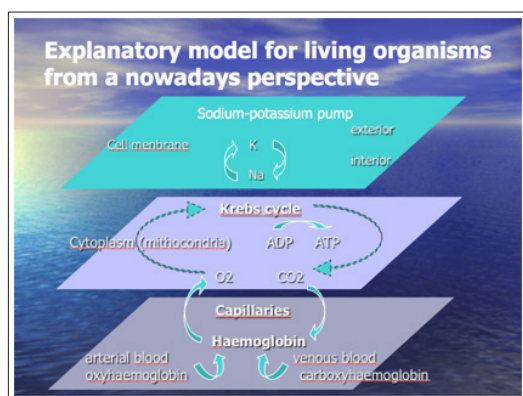 Explanatory model for living organisms
from a nowadays perspective
Sodium-potassium pump
exterior
Cell menbrane
K
interior
Na
Krebs cycle
Cytoplasm (mithocondria)
ADP ATP
O2 CO2
Capillaries
Haemoglobin
arterial blood
oxyhaemoglobin
venous blood
carboxyhaemoglobin